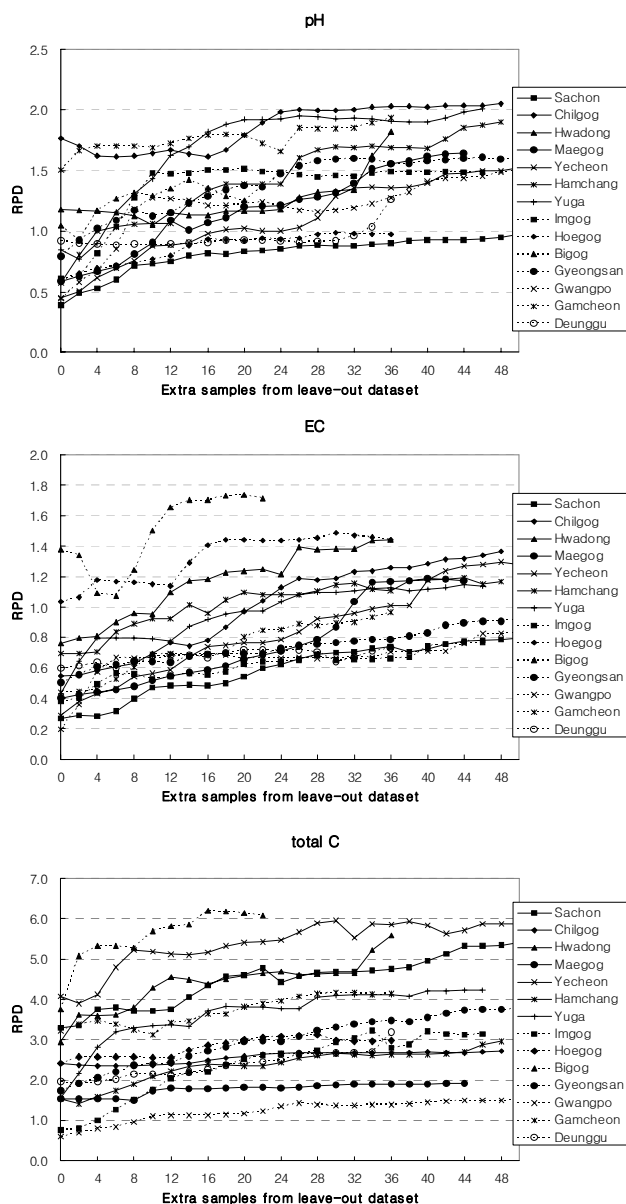 pH
2.5
2.0
1.5
1.0
0.5
0.0
RPD
0 4 8 12 16 20 24 28 32 36 40 44 48
Extra samples from leave-out dataset
Sachon
Chilgog
Hwadong
Maegog
Yecheon
Hamchang
Yuga
Imgog
Hoegog
Bigog
Gyeongsan
Gwangpo
Gamcheon
Deunggu
EC
2.0
1.8
1.6
1.4
1.2
1.0
0.8
0.6
0.4
0.2
0.0
RPD
0 4 8 12 16 20 24 28 32 36 40 44 48
Extra samples from leave-out dataset
Sachon
Chilgog
Hwadong
Maegog
Yecheon
Hamchang
Yuga
Imgog
Hoegog
Bigog
Gyeongsan
Gwangpo
Gamcheon
Deunggu
total C
7.0
6.0
5.0
4.0
3.0
2.0
1.0
0.0
RPD
0 4 8 12 16 20 24 28 32 36 40 44 48
Extra samples from leave-out dataset
Sachon
Chilgog
Hwadong
Maegog
Yecheon
Hamchang
Yuga
Imgog
Hoegog
Bigog
Gyeongsan
Gwangpo
Gamcheon
Deunggu